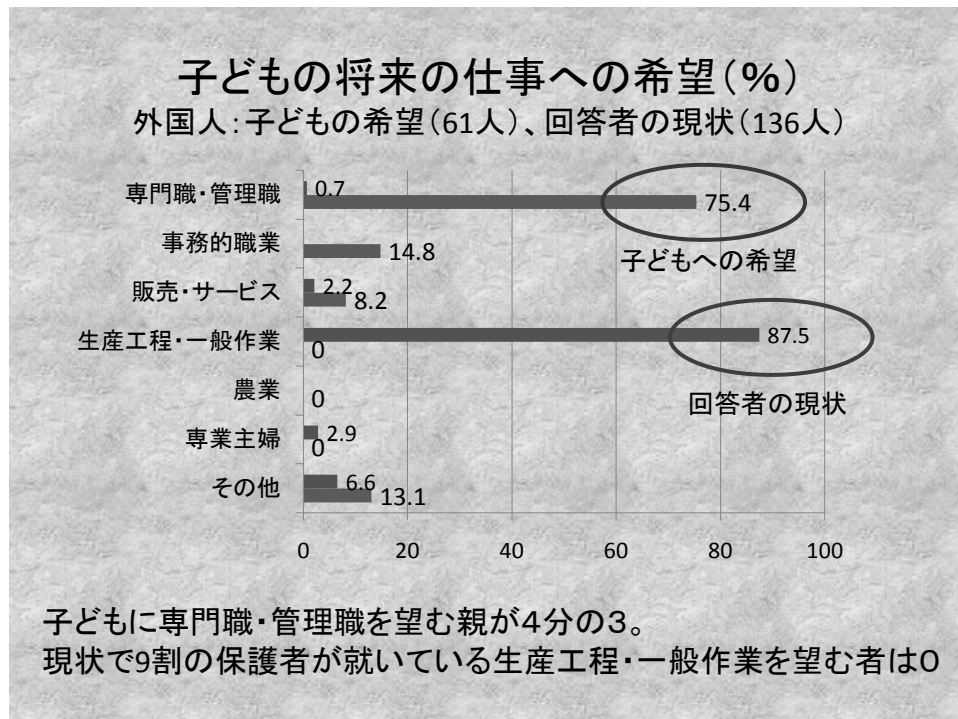 子どもの将来の仕事への希望(%)
外国人:子どもの希望(61人)、回答者の現状(136人)
専門職・管理職
0.7
75.4
子どもへの希望
事務的職業
14.8
販売・サービス
2.2
8.2
生産工程・一般作業
87.5
0
回答者の現状
農業
0
専業主婦
2.9
0
その他
6.6
13.1
0 20 40 60 80 100
子どもに専門職・管理職を望む親が4分の3。
現状で9割の保護者が就いている生産工程・一般作業を望む者は0